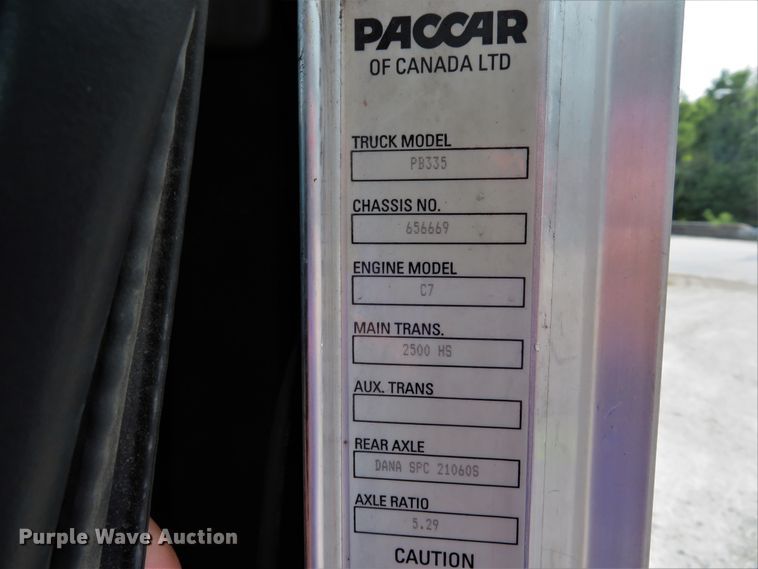 PACCAR
OF CANADA LTD
TRUCK MODEL
PB335
CHASSIS NO.
656669
ENGINE MODEL
C7
MAIN TRANS.
2500 HS
AUX. TRANS
REAR AXLE
DANA SPC 21060S
AXLE RATIO
5.29
CAUTION
Purple Wave Auction